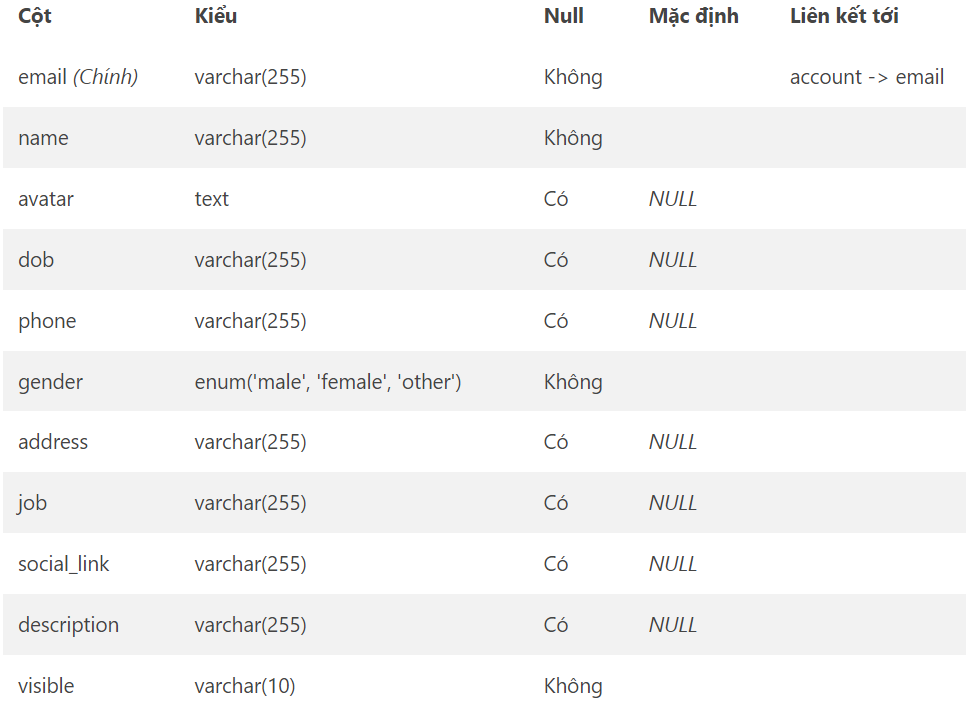 Cột Kiểu Null Mặc định Liên kết tới
email (Chính) varchar(255) Không account -> email
name varchar(255) Không
avatar text Có NULL
dob varchar(255) Có NULL
phone varchar(255) Có NULL
gender enum('male', 'female', 'other') Không
address varchar(255) Có NULL
job varchar(255) Có NULL
social_link varchar(255) Có NULL
description varchar(255) Có NULL
visible varchar(10) Không